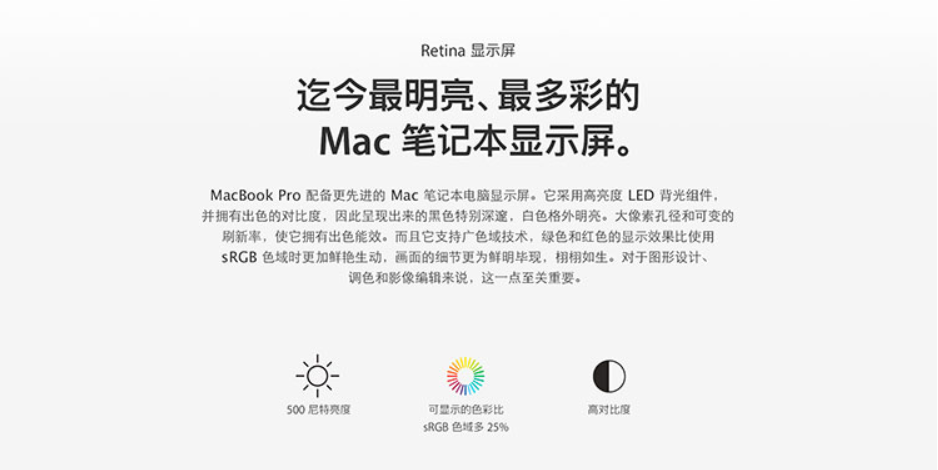 Retina 显示屏
迄今最明亮、最多彩的
Mac 笔记本显示屏。
MacBook Pro 配备更先进的 Mac 笔记本电脑显示屏。它采用高亮度 LED 背光组件，
并拥有出色的对比度，因此呈现出来的黑色特别深邃，白色格外明亮。大像素孔径和可变的
刷新率，使它拥有出色能效。而且它支持广色域技术，绿色和红色的显示效果比使用
sRGB 色域时更加鲜艳生动，画面的细节更为鲜明毕现，栩栩如生。对于图形设计、
调色和影像编辑来说，这一点至关重要。
500 尼特亮度
可显示的色彩比
sRGB 色域多 25%
高对比度